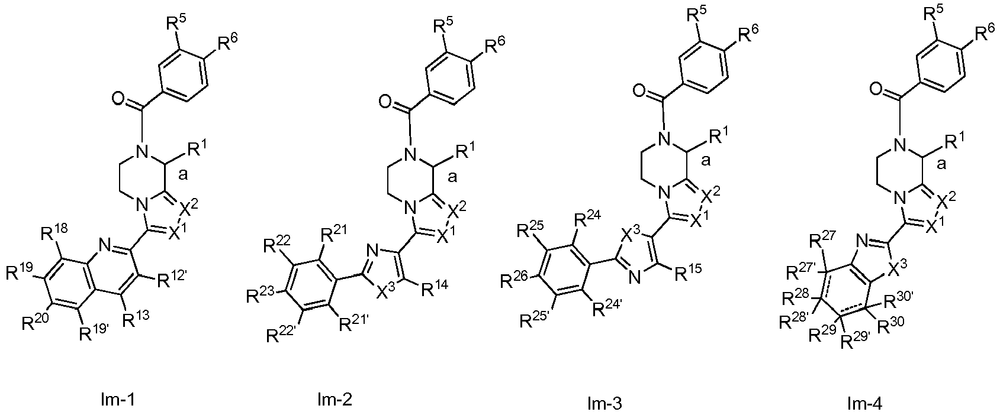 R⁵ R⁵ R⁵ R⁵
R⁶ R⁶ R⁶ R⁶
O O O O
N R¹ N R¹ N R¹ N R¹
a a a a
N X² N X² N X² N X²
X¹ X¹ X¹ X¹
R¹⁸ N R²² R²¹ N R²⁵ R²⁴ X³ R²⁷ N
R¹⁹ R¹²' R²³ X³ R¹⁴ R²⁶ N R¹⁵ R²⁷' X³
R²⁰ R¹⁹' R¹³ R²²' R²¹' R²⁵' R²⁴' R²⁸ R³⁰'
R²⁸' R²⁹ R²⁹' R³⁰
Im-1 Im-2 Im-3 Im-4